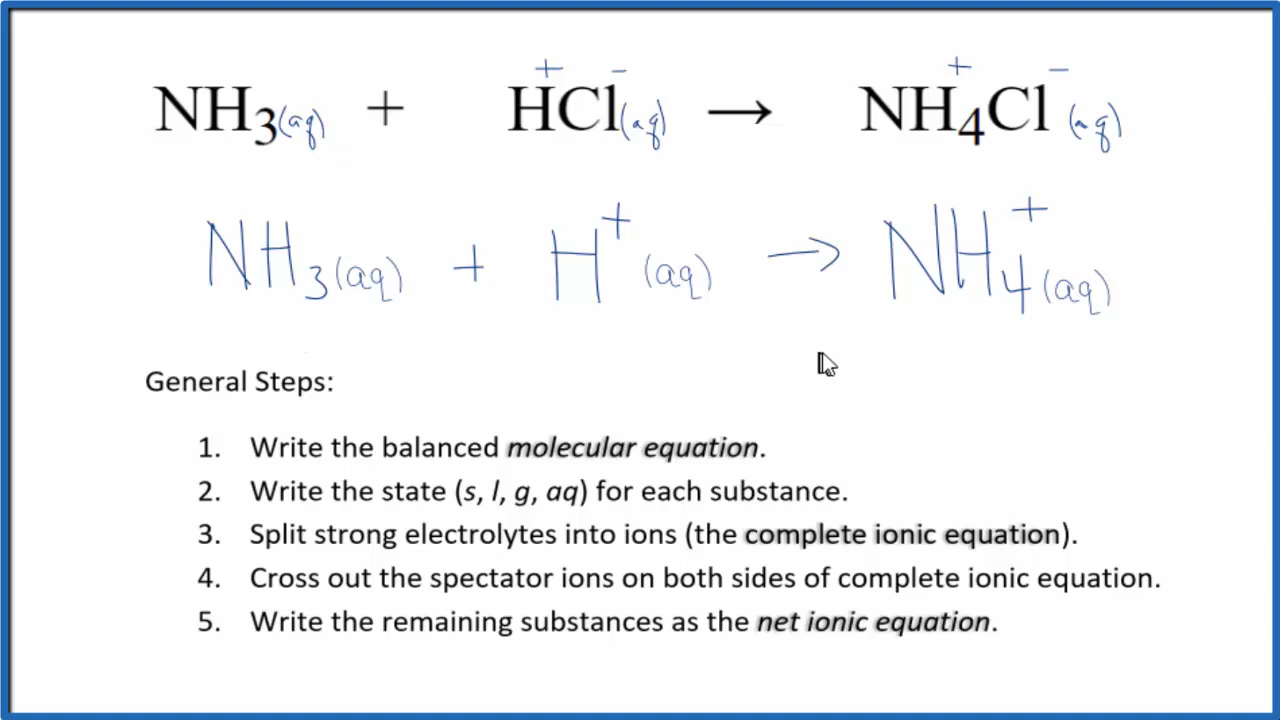 NH₃(aq) + H⁺Cl⁻(aq) → NH₄⁺Cl⁻(aq)
NH₃(aq) + H⁺(aq) → NH₄⁺(aq)
General Steps:
1. Write the balanced molecular equation.
2. Write the state (s, l, g, aq) for each substance.
3. Split strong electrolytes into ions (the complete ionic equation).
4. Cross out the spectator ions on both sides of complete ionic equation.
5. Write the remaining substances as the net ionic equation.